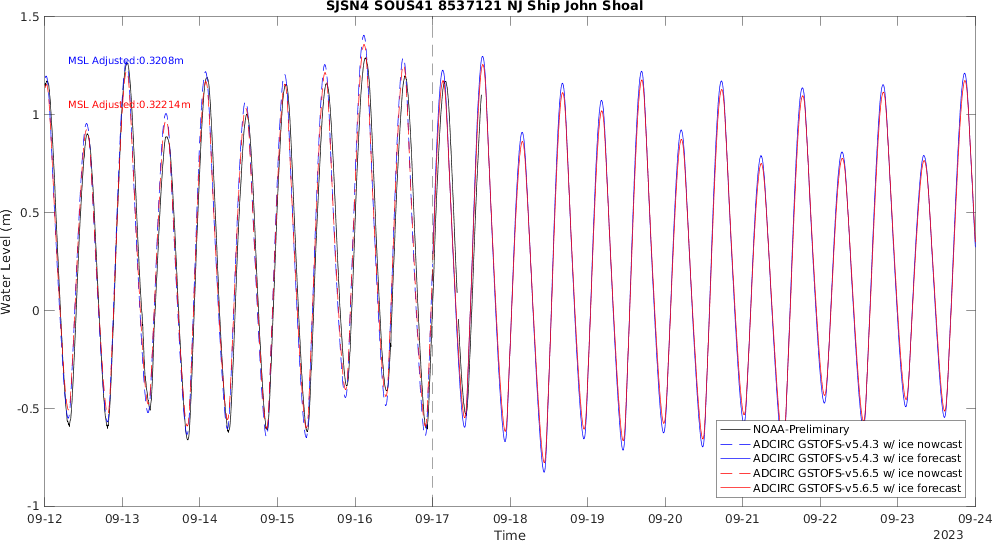 SJSN4 SOUS41 8537121 NJ Ship John Shoal
1.5
1
0.5
0
-0.5
-1
Water Level (m)
MSL Adjusted:0.3208m
MSL Adjusted:0.32214m
NOAA-Preliminary
ADCIRC GSTOFS-v5.4.3 w/ ice nowcast
ADCIRC GSTOFS-v5.4.3 w/ ice forecast
ADCIRC GSTOFS-v5.6.5 w/ ice nowcast
ADCIRC GSTOFS-v5.6.5 w/ ice forecast
09-12 09-13 09-14 09-15 09-16 09-17 09-18 09-19 09-20 09-21 09-22 09-23 09-24
Time
2023